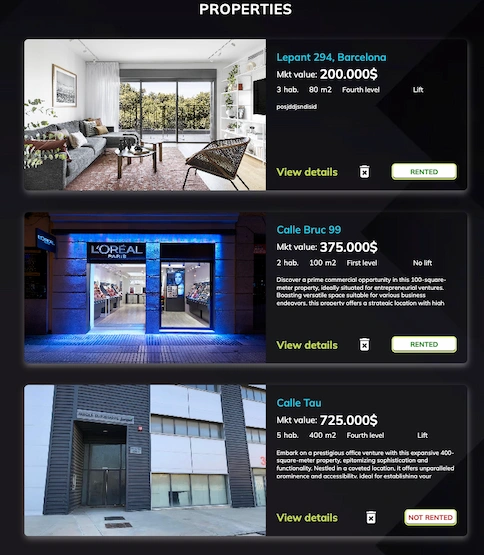 PROPERTIES
Lepant 294, Barcelona
Mkt value: 200.000$
3 hab. 80 m2 Fourth level Lift
posjddjsndisid
View details RENTED
L'ORÉAL
PARIS
Calle Bruc 99
Mkt value: 375.000$
2 hab. 100 m2 First level No lift
Discover a prime commercial opportunity in this 100-square-
meter property, ideally situated for entrepreneurial ventures.
Boasting versatile space suitable for various business
endeavors, this property offers a strategic location with high
View details RENTED
Calle Tau
Mkt value: 725.000$
5 hab. 400 m2 Fourth level Lift
Embark on a prestigious office venture with this expansive 400-
square-meter property, epitomizing sophistication and
functionality. Nestled in a coveted location, it offers unparalleled
prominence and accessibility, ideal for establishing your
View details NOT RENTED